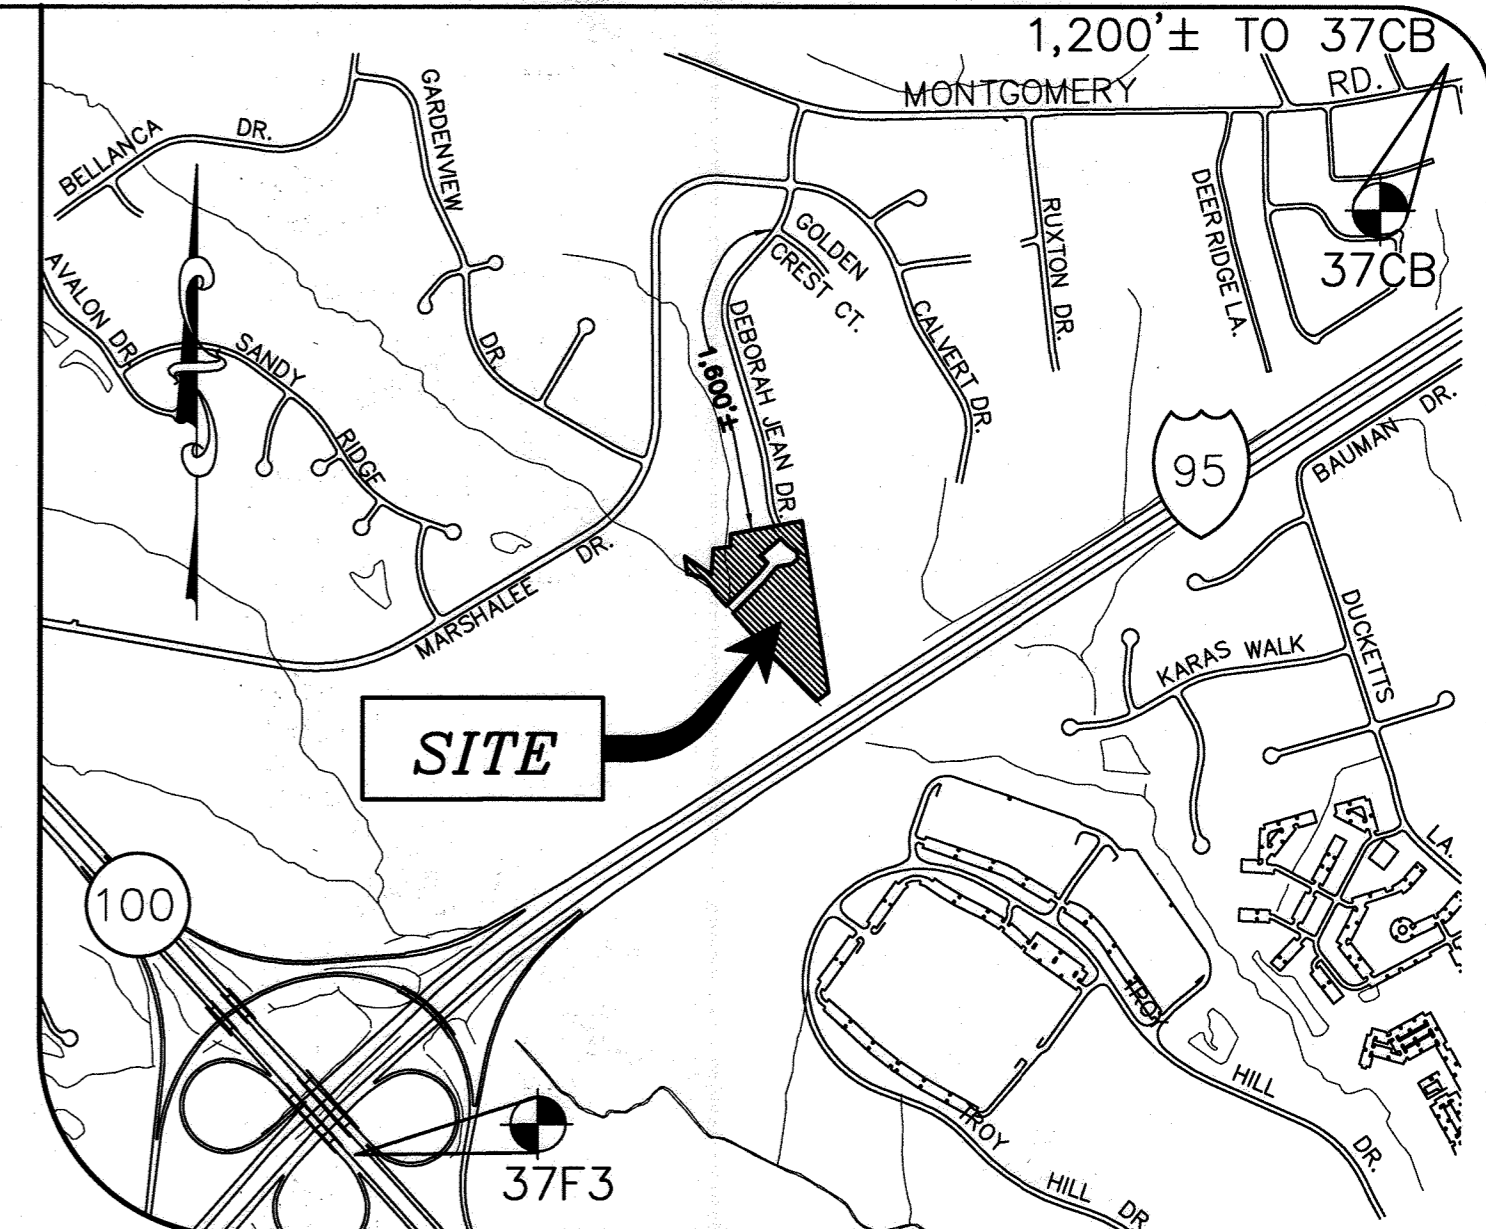 1,200'± TO 37CB
MONTGOMERY RD.
GARDENVIEW DR.
BELLANCA DR.
AVALON DR.
SANDY RIDGE
GOLDEN
CREST CT.
RUXTON DR.
DEER RIDGE LA.
37CB
DEBORAH JEAN DR.
1,600'±
CALVERT DR.
95
BAUMAN DR.
MARSHALEE DR.
KARAS WALK
DUCKETTS LA.
SITE
100
TROY HILL DR.
TROY HILL DR
37F3